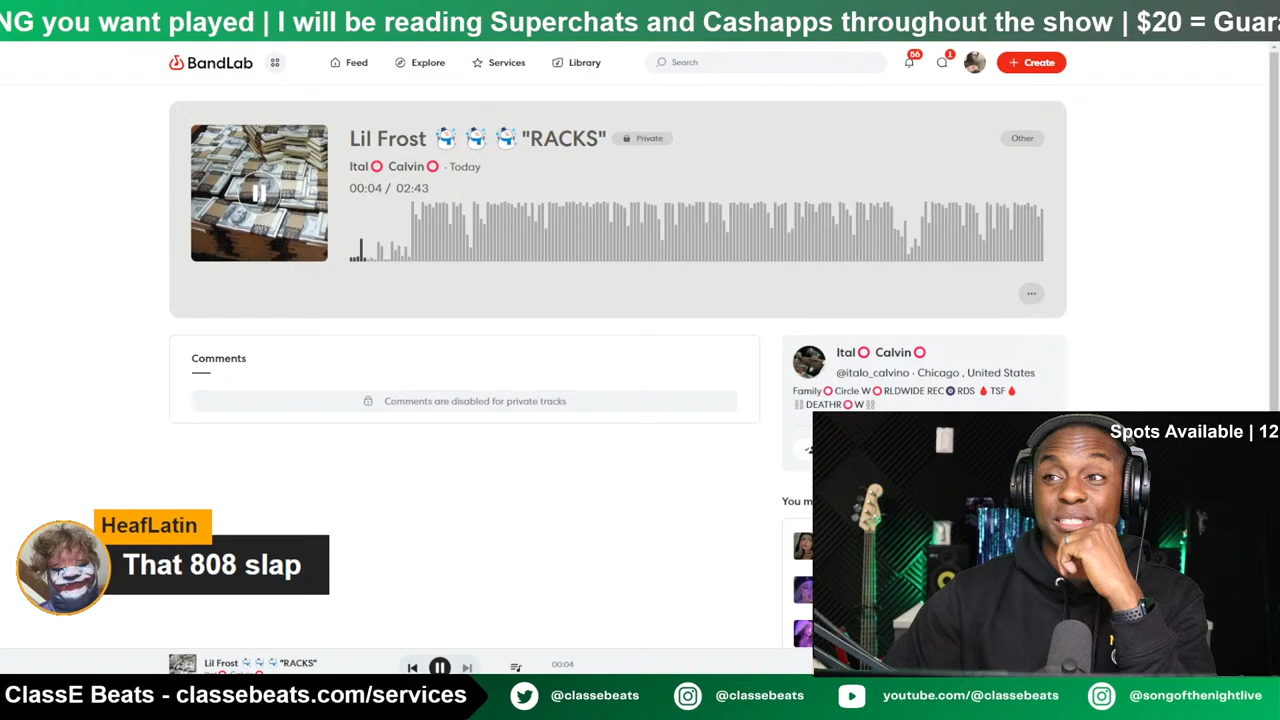 NG you want played | I will be reading Superchats and Cashapps throughout the show | $20 = Guar
BandLab
Feed
Explore
Services
Library
Search
56
1
+ Create
Lil Frost ⛄ ⛄ ⛄ "RACKS"
Private
Other
Ital⭕ Calvin⭕ · Today
00:04 / 02:43
Comments
Comments are disabled for private tracks
Ital⭕ Calvin⭕
@italo_calvino · Chicago , United States
Family⭕ Circle W⭕RLDWIDE REC RDS 🩸 TSF🩸
⛓ DEATHR⭕W ⛓
Spots Available | 12
You m
HeafLatin
That 808 slap
Lil Frost ⛄ ⛄ ⛄ "RACKS"
00:04
ClassE Beats - classebeats.com/services
@classebeats
@classebeats
youtube.com/@classebeats
@songofthenightlive